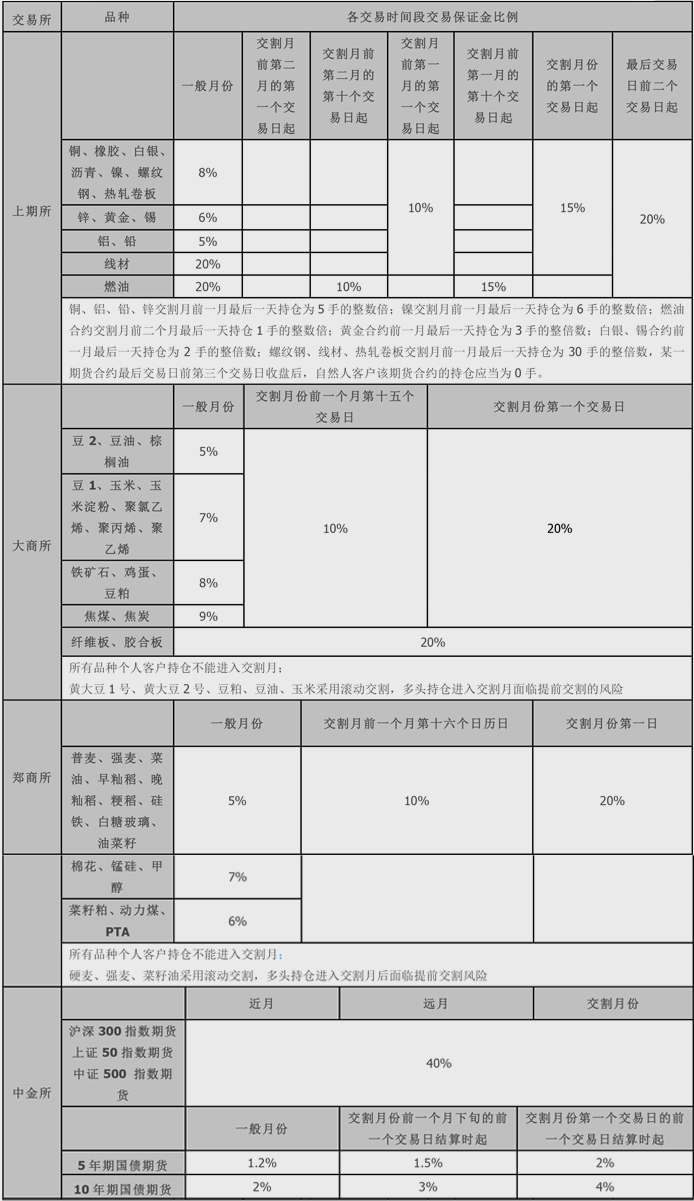 交易所
品种
各交易时间段交易保证金比例
一般月份
交割月
前第二
月的第
一个交
易日起
交割月前
第二月的
第十个交
易日起
交割月
前第一
月的第
一个交
易日起
交割月前
第一月的
第十个交
易日起
交割月份
的第一个
交易日起
最后交易
日前二个
交易日起
上期所
铜、橡胶、白银、
沥青、镍、螺纹
钢、热轧卷板
8%
10%
15%
20%
锌、黄金、锡
6%
铝、铅
5%
线材
20%
燃油
20%
10%
15%
铜、铝、铅、锌交割月前一月最后一天持仓为 5 手的整数倍；镍交割月前一月最后一天持仓为 6 手的整数倍；燃油
合约交割月前二个月最后一天持仓 1 手的整数倍；黄金合约前一月最后一天持仓为 3 手的整倍数；白银、锡合约前
一月最后一天持仓为 2 手的整倍数；螺纹钢、线材、热轧卷板交割月前一月最后一天持仓为 30 手的整倍数，某一
期货合约最后交易日前第三个交易日收盘后，自然人客户该期货合约的持仓应当为 0 手。
大商所
一般月份
交割月份前一个月第十五个
交易日
交割月份第一个交易日
豆 2、豆油、棕
榈油
5%
10%
20%
豆 1、玉米、玉
米淀粉、聚氯乙
烯、聚丙烯、聚
乙烯
7%
铁矿石、鸡蛋、
豆粕
8%
焦煤、焦炭
9%
纤维板、胶合板
20%
所有品种个人客户持仓不能进入交割月；
黄大豆 1 号、黄大豆 2 号、豆粕、豆油、玉米采用滚动交割，多头持仓进入交割月面临提前交割的风险
郑商所
一般月份
交割月前一个月第十六个日历日
交割月份第一日
普麦、强麦、菜
油、早籼稻、晚
籼稻、粳稻、硅
铁、白糖玻璃、
油菜籽
5%
10%
20%
棉花、锰硅、甲
醇
7%
菜籽粕、动力煤、
PTA
6%
所有品种个人客户持仓不能进入交割月；
硬麦、强麦、菜籽油采用滚动交割，多头持仓进入交割月后面临提前交割风险
中金所
近月
远月
交割月份
沪深 300 指数期货
上证 50 指数期货
中证 500 指数期
货
40%
一般月份
交割月份前一个月下旬的前
一个交易日结算时起
交割月份第一个交易日的前
一个交易日结算时起
5 年期国债期货
1.2%
1.5%
2%
10 年期国债期货
2%
3%
4%